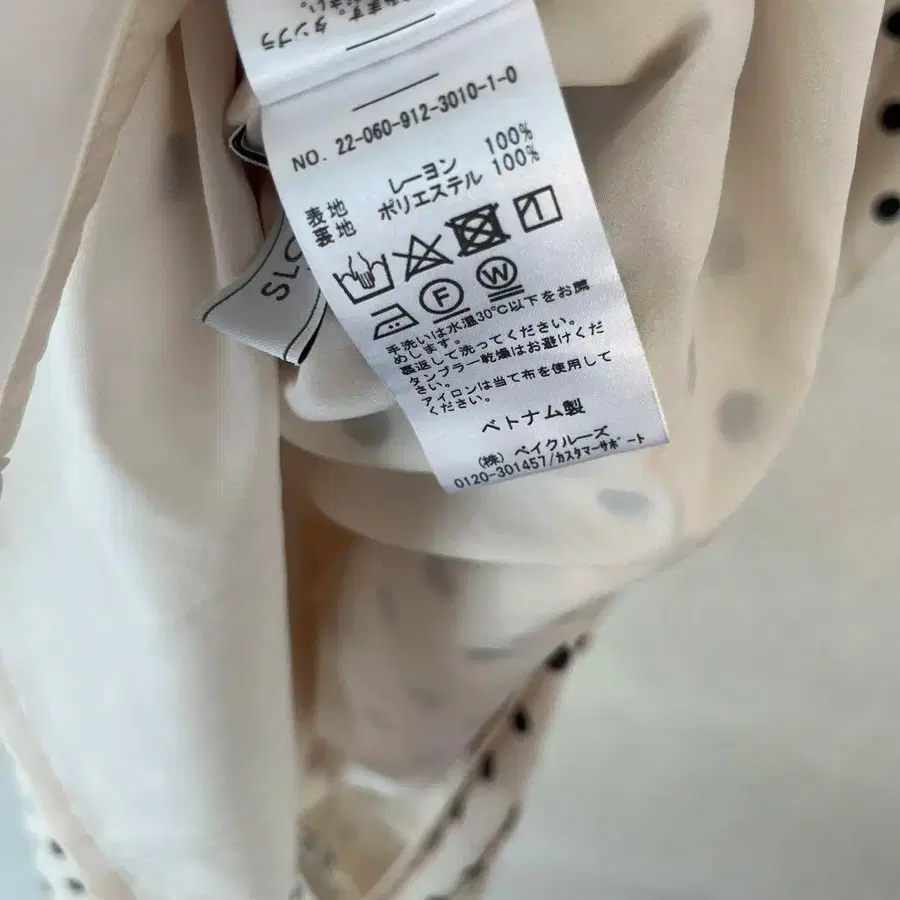 タンブラ
NO. 22-060-912-3010-1-0
表地 レーヨン 100%
裏地 ポリエステル 100%
F W
手洗いは水温30℃以下をお薦
めします。
裏返して洗ってください。
タンブラー乾燥はお避けくだ
さい。
アイロンは当て布を使用して
ください。
ベトナム製
(株) ベイクルーズ
0120-301457/カスタマーサポート
SLO